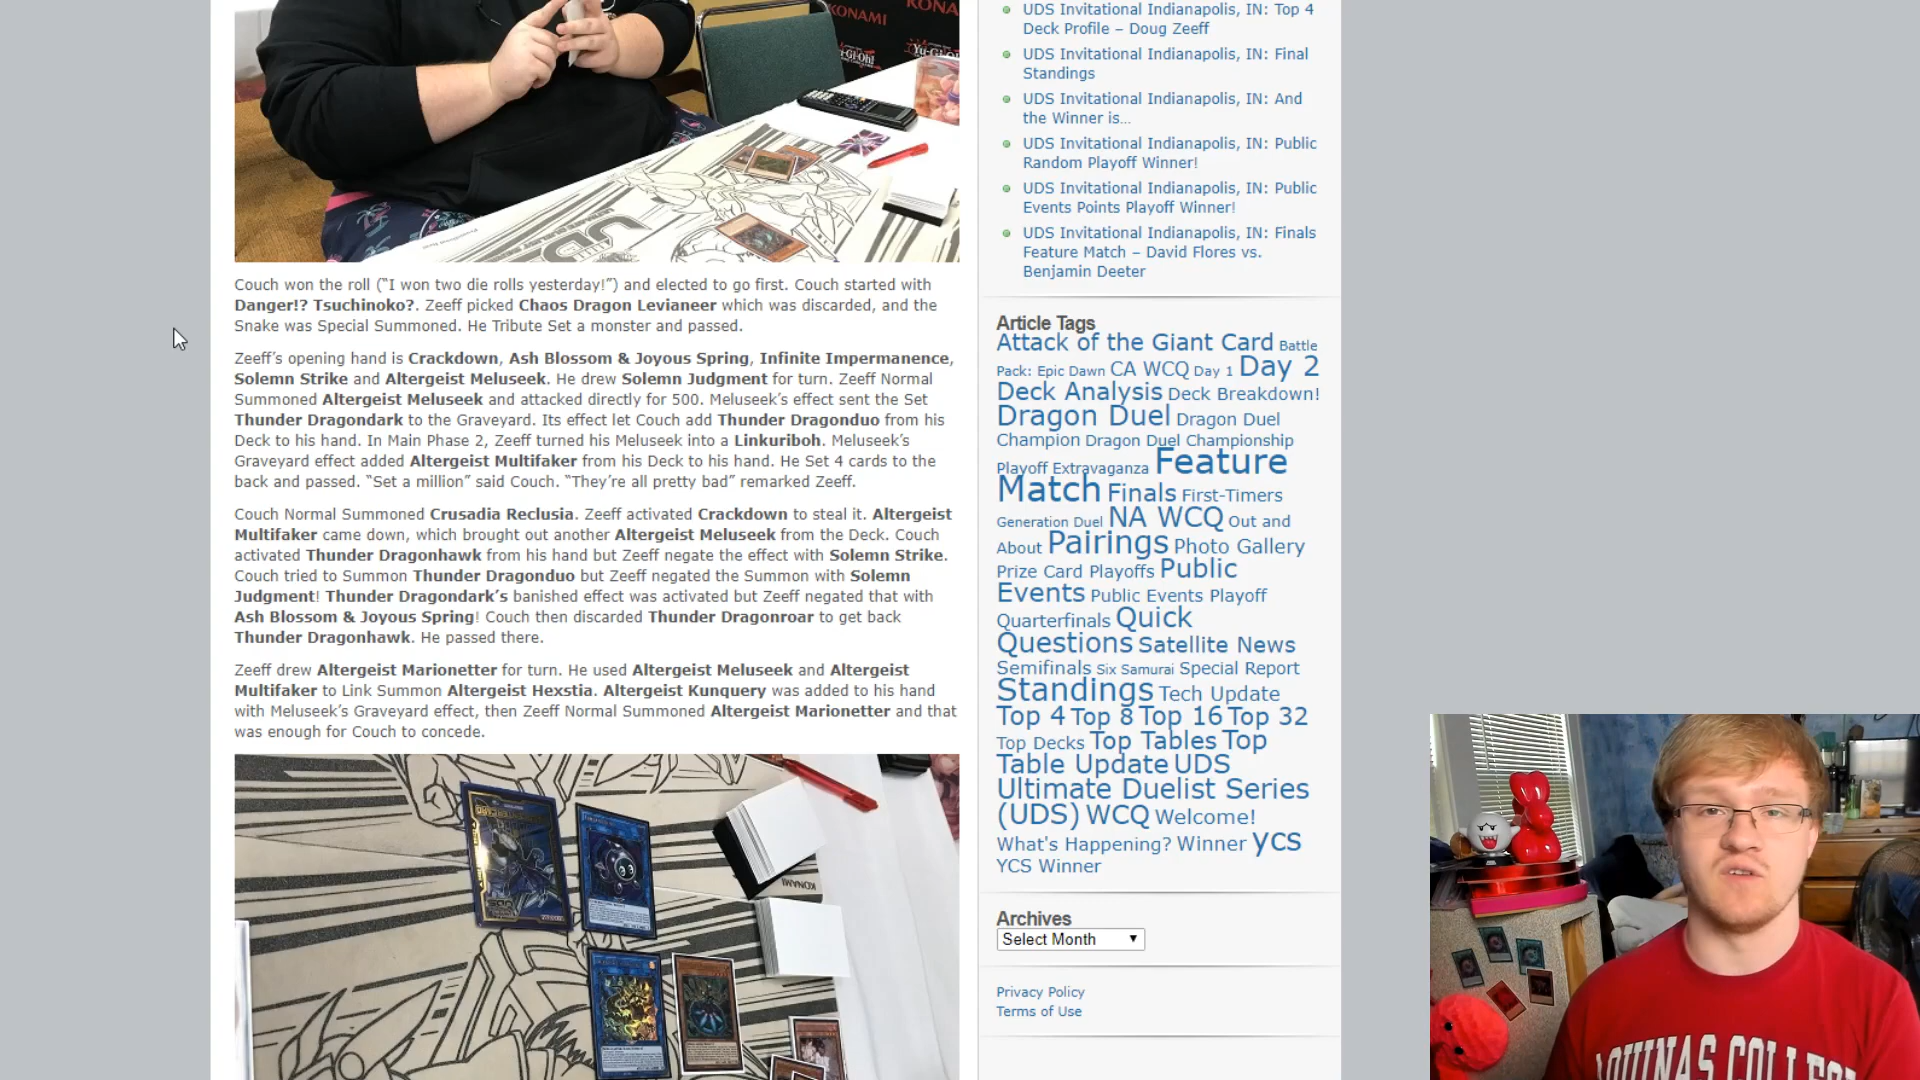 KONAMI
KONA
Yu-Gi-Oh!
Couch won the roll (“I won two die rolls yesterday!”) and elected to go first. Couch started with
Danger!? Tsuchinoko?. Zeeff picked Chaos Dragon Levianeer which was discarded, and the
Snake was Special Summoned. He Tribute Set a monster and passed.
Zeeff’s opening hand is Crackdown, Ash Blossom & Joyous Spring, Infinite Impermanence,
Solemn Strike and Altergeist Meluseek. He drew Solemn Judgment for turn. Zeeff Normal
Summoned Altergeist Meluseek and attacked directly for 500. Meluseek’s effect sent the Set
Thunder Dragondark to the Graveyard. Its effect let Couch add Thunder Dragonduo from his
Deck to his hand. In Main Phase 2, Zeeff turned his Meluseek into a Linkuriboh. Meluseek’s
Graveyard effect added Altergeist Multifaker from his Deck to his hand. He Set 4 cards to the
back and passed. “Set a million” said Couch. “They’re all pretty bad” remarked Zeeff.
Couch Normal Summoned Crusadia Reclusia. Zeeff activated Crackdown to steal it. Altergeist
Multifaker came down, which brought out another Altergeist Meluseek from the Deck. Couch
activated Thunder Dragonhawk from his hand but Zeeff negate the effect with Solemn Strike.
Couch tried to Summon Thunder Dragonduo but Zeeff negated the Summon with Solemn
Judgment! Thunder Dragondark’s banished effect was activated but Zeeff negated that with
Ash Blossom & Joyous Spring! Couch then discarded Thunder Dragonroar to get back
Thunder Dragonhawk. He passed there.
Zeeff drew Altergeist Marionetter for turn. He used Altergeist Meluseek and Altergeist
Multifaker to Link Summon Altergeist Hexstia. Altergeist Kunquery was added to his hand
with Meluseek’s Graveyard effect, then Zeeff Normal Summoned Altergeist Marionetter and that
was enough for Couch to concede.
KONAMI
UDS Invitational Indianapolis, IN: Top 4
Deck Profile – Doug Zeeff
UDS Invitational Indianapolis, IN: Final
Standings
UDS Invitational Indianapolis, IN: And
the Winner is…
UDS Invitational Indianapolis, IN: Public
Random Playoff Winner!
UDS Invitational Indianapolis, IN: Public
Events Points Playoff Winner!
UDS Invitational Indianapolis, IN: Finals
Feature Match – David Flores vs.
Benjamin Deeter
Article Tags
Attack of the Giant Card Battle
Pack: Epic Dawn CA WCQ Day 1 Day 2
Deck Analysis Deck Breakdown!
Dragon Duel Dragon Duel
Champion Dragon Duel Championship
Playoff Extravaganza Feature
Match Finals First-Timers
Generation Duel NA WCQ Out and
About Pairings Photo Gallery
Prize Card Playoffs Public
Events Public Events Playoff
Quarterfinals Quick
Questions Satellite News
Semifinals Six Samurai Special Report
Standings Tech Update
Top 4 Top 8 Top 16 Top 32
Top Decks Top Tables Top
Table Update UDS
Ultimate Duelist Series
(UDS) WCQ Welcome!
What's Happening? Winner ycs
YCS Winner
Archives
Select Month
Privacy Policy
Terms of Use
AQUINAS COLLE